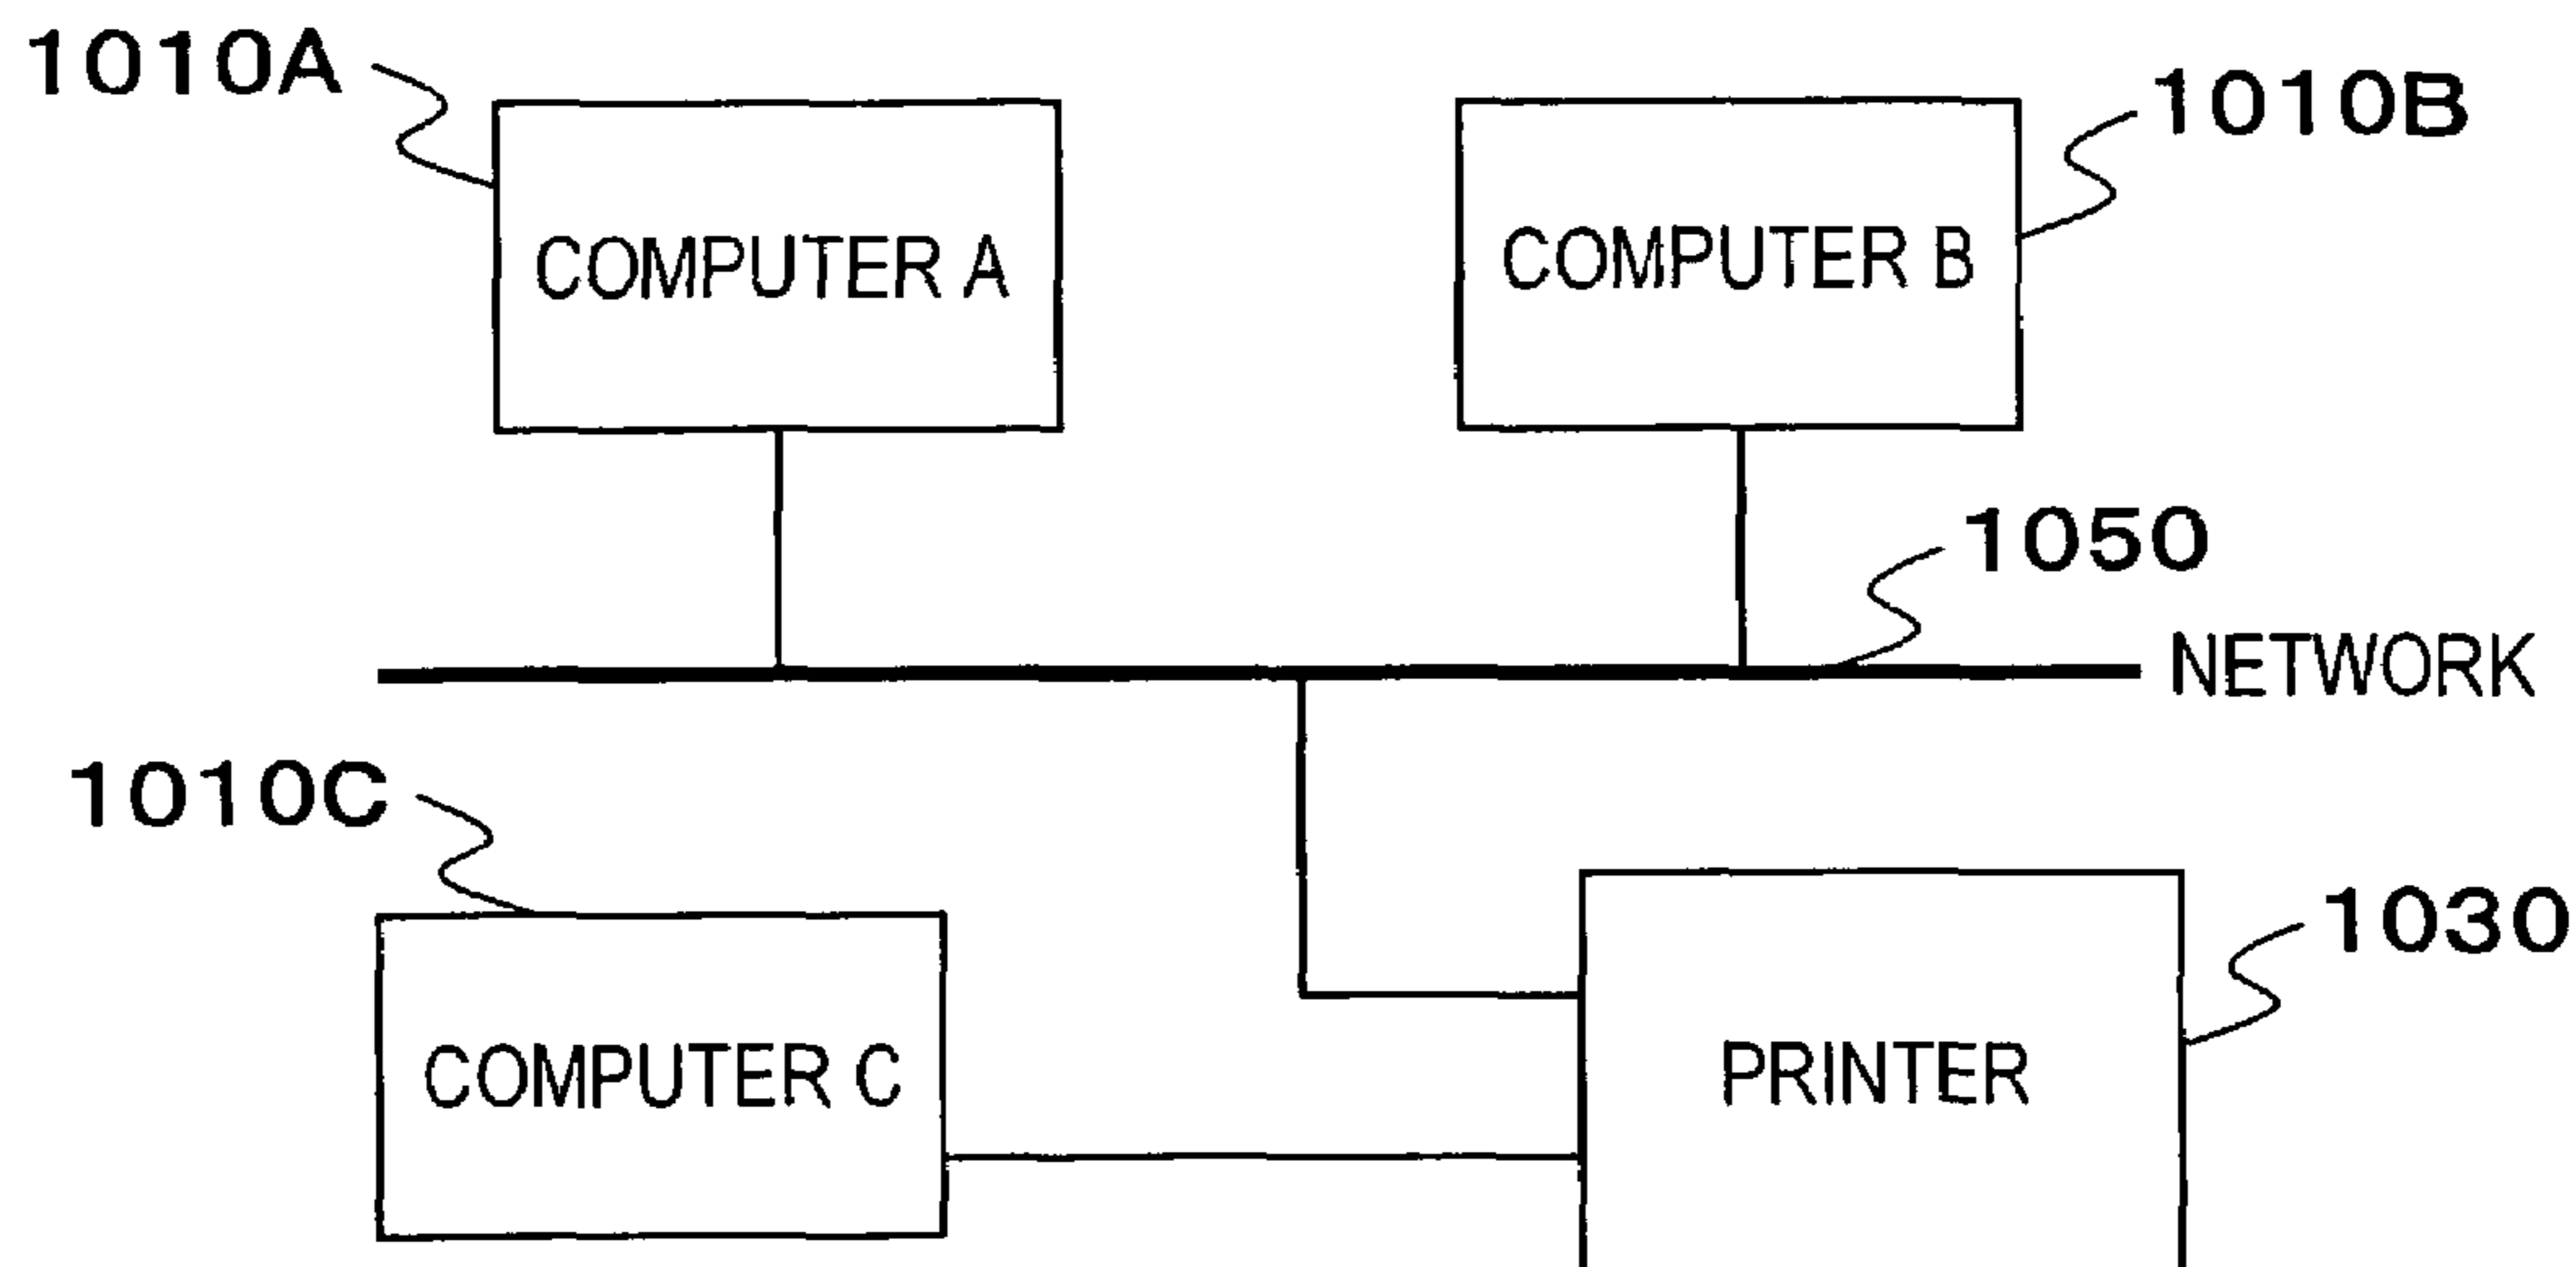 1010A
1010B
COMPUTER A
COMPUTER B
1050
NETWORK
1010C
1030
COMPUTER C
PRINTER